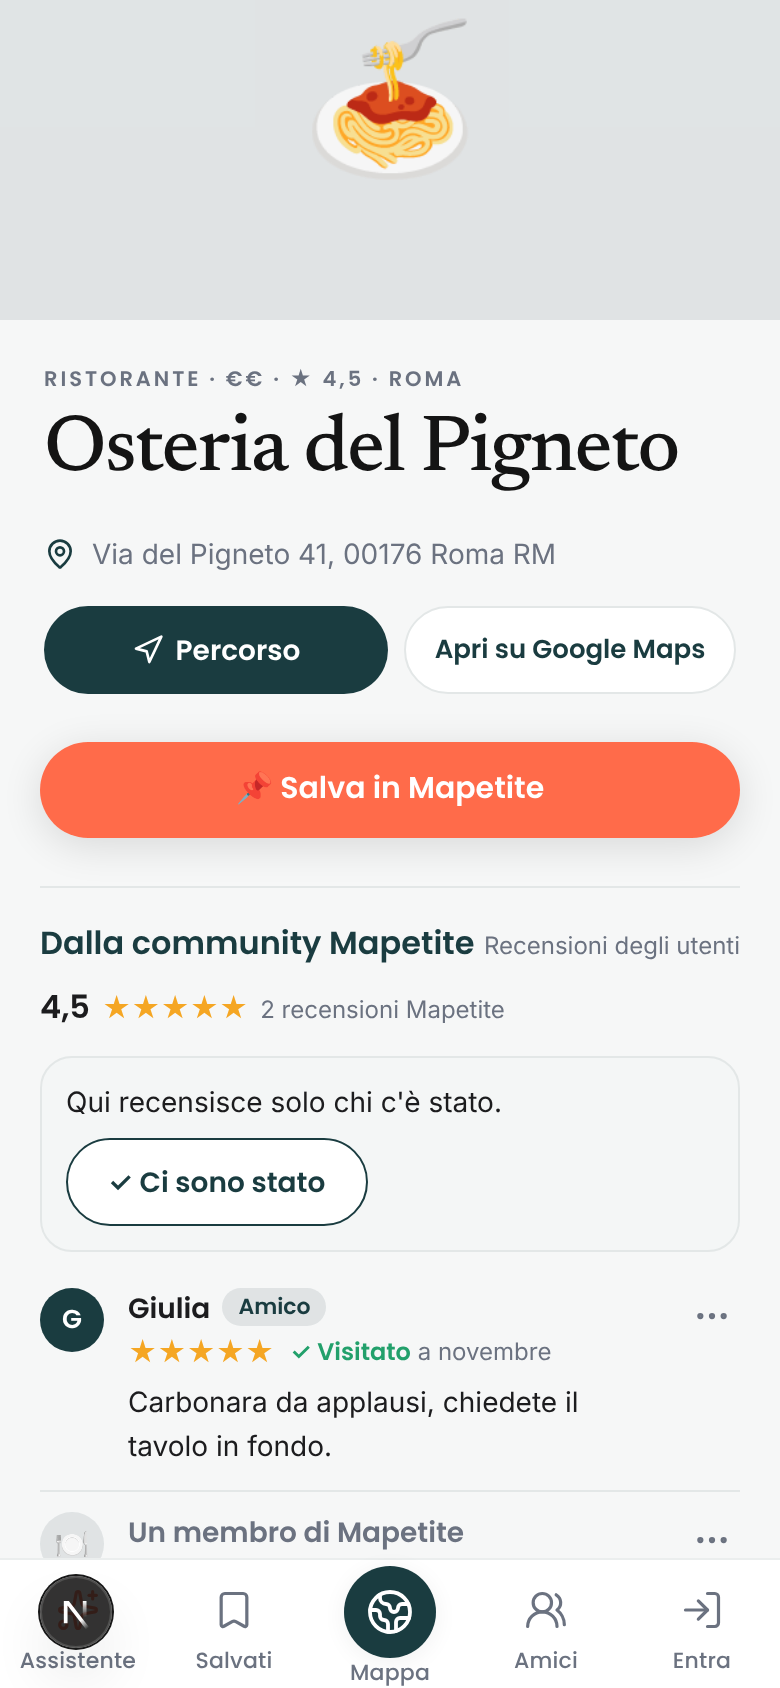 RISTORANTE · €€ · ★ 4,5 · ROMA
Osteria del Pigneto
Via del Pigneto 41, 00176 Roma RM
Percorso
Apri su Google Maps
📌 Salva in Mapetite
Dalla community Mapetite Recensioni degli utenti
4,5 ★★★★★ 2 recensioni Mapetite
Qui recensisce solo chi c'è stato.
✓ Ci sono stato
G
Giulia Amico
★★★★★ ✓ Visitato a novembre
Carbonara da applausi, chiedete il
tavolo in fondo.
Un membro di Mapetite
N
Assistente
Salvati
Mappa
Amici
Entra